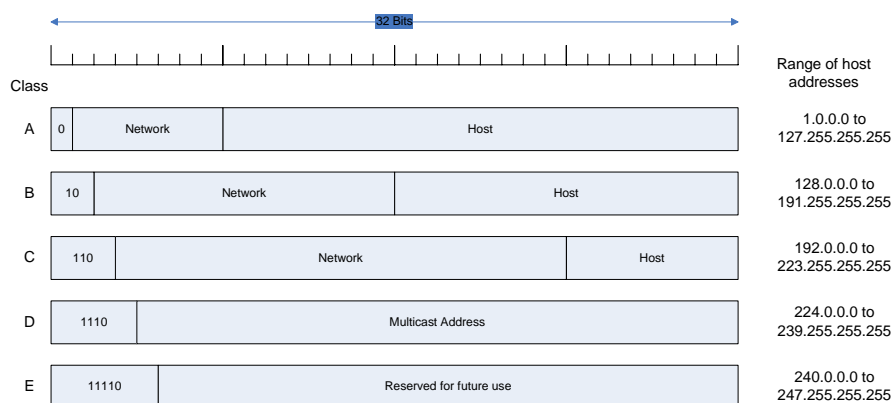 32 Bits
Range of host
addresses
Class
A
0
Network
Host
1.0.0.0 to
127.255.255.255
B
10
Network
Host
128.0.0.0 to
191.255.255.255
C
110
Network
Host
192.0.0.0 to
223.255.255.255
D
1110
Multicast Address
224.0.0.0 to
239.255.255.255
E
11110
Reserved for future use
240.0.0.0 to
247.255.255.255